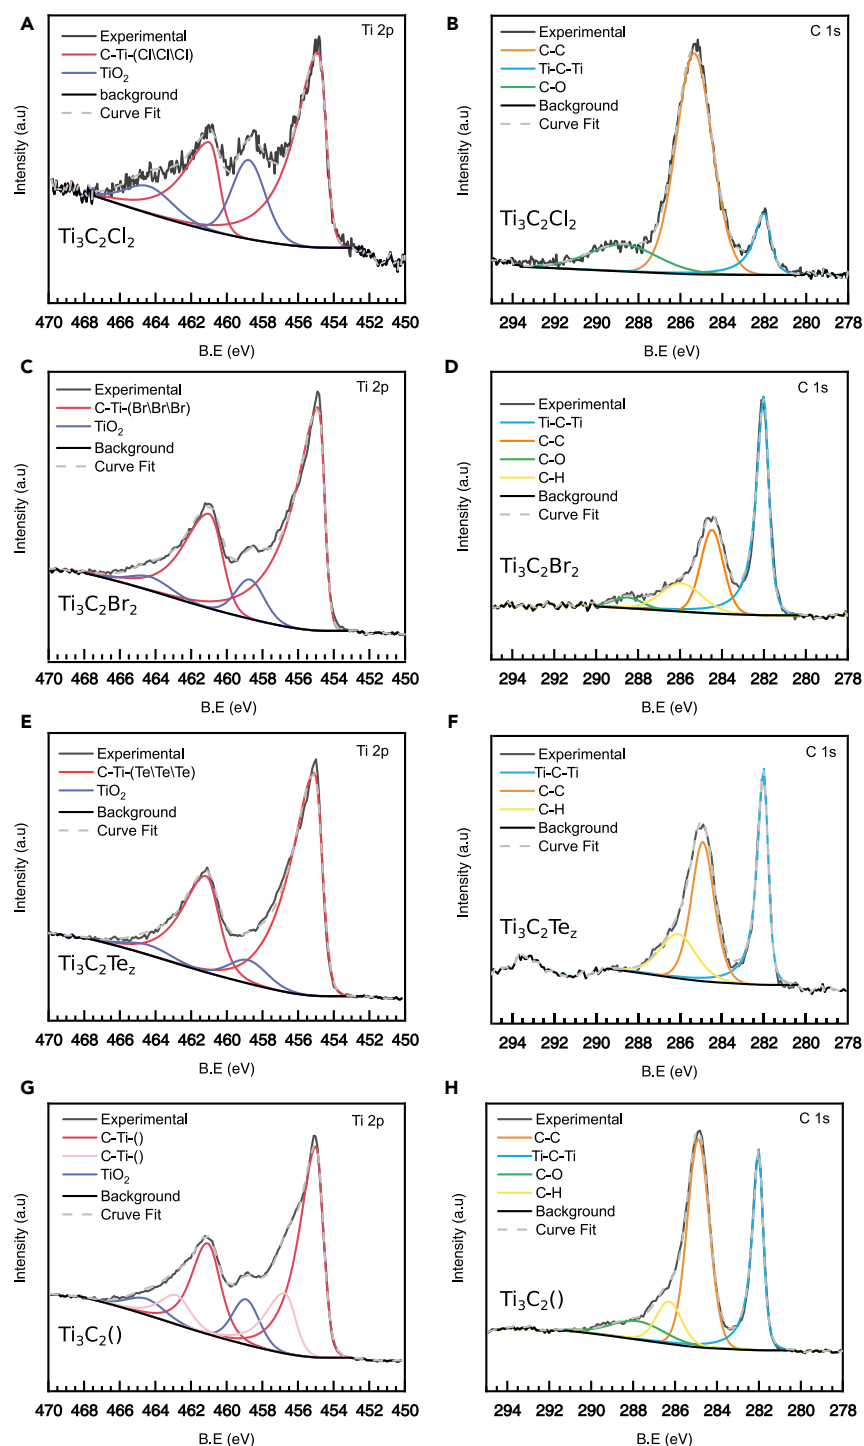 A
Ti 2p
Experimental
C-Ti-(Cl\Cl\Cl)
TiO2
background
Curve Fit
Intensity (a.u)
Ti3C2Cl2
470 468 466 464 462 460 458 456 454 452 450
B.E (eV)
B
C 1s
Experimental
C-C
Ti-C-Ti
C-O
Background
Curve Fit
Intensity (a.u)
Ti3C2Cl2
294 292 290 288 286 284 282 280 278
B.E (eV)
C
Ti 2p
Experimental
C-Ti-(Br\Br\Br)
TiO2
Background
Curve Fit
Intensity (a.u)
Ti3C2Br2
470 468 466 464 462 460 458 456 454 452 450
B.E (eV)
D
C 1s
Experimental
Ti-C-Ti
C-C
C-O
C-H
Background
Curve Fit
Intensity (a.u)
Ti3C2Br2
294 292 290 288 286 284 282 280 278
B.E (eV)
E
Ti 2p
Experimental
C-Ti-(Te\Te\Te)
TiO2
Background
Curve Fit
Intensity (a.u)
Ti3C2Tez
470 468 466 464 462 460 458 456 454 452 450
B.E (eV)
F
C 1s
Experimental
Ti-C-Ti
C-C
C-H
Background
Curve Fit
Intensity (a.u)
Ti3C2Tez
294 292 290 288 286 284 282 280 278
B.E (eV)
G
Ti 2p
Experimental
C-Ti-()
C-Ti-()
TiO2
Background
Cruve Fit
Intensity (a.u)
Ti3C2()
470 468 466 464 462 460 458 456 454 452 450
B.E (eV)
H
C 1s
Experimental
C-C
Ti-C-Ti
C-O
C-H
Background
Curve Fit
Intensity (a.u)
Ti3C2()
294 292 290 288 286 284 282 280 278
B.E (eV)